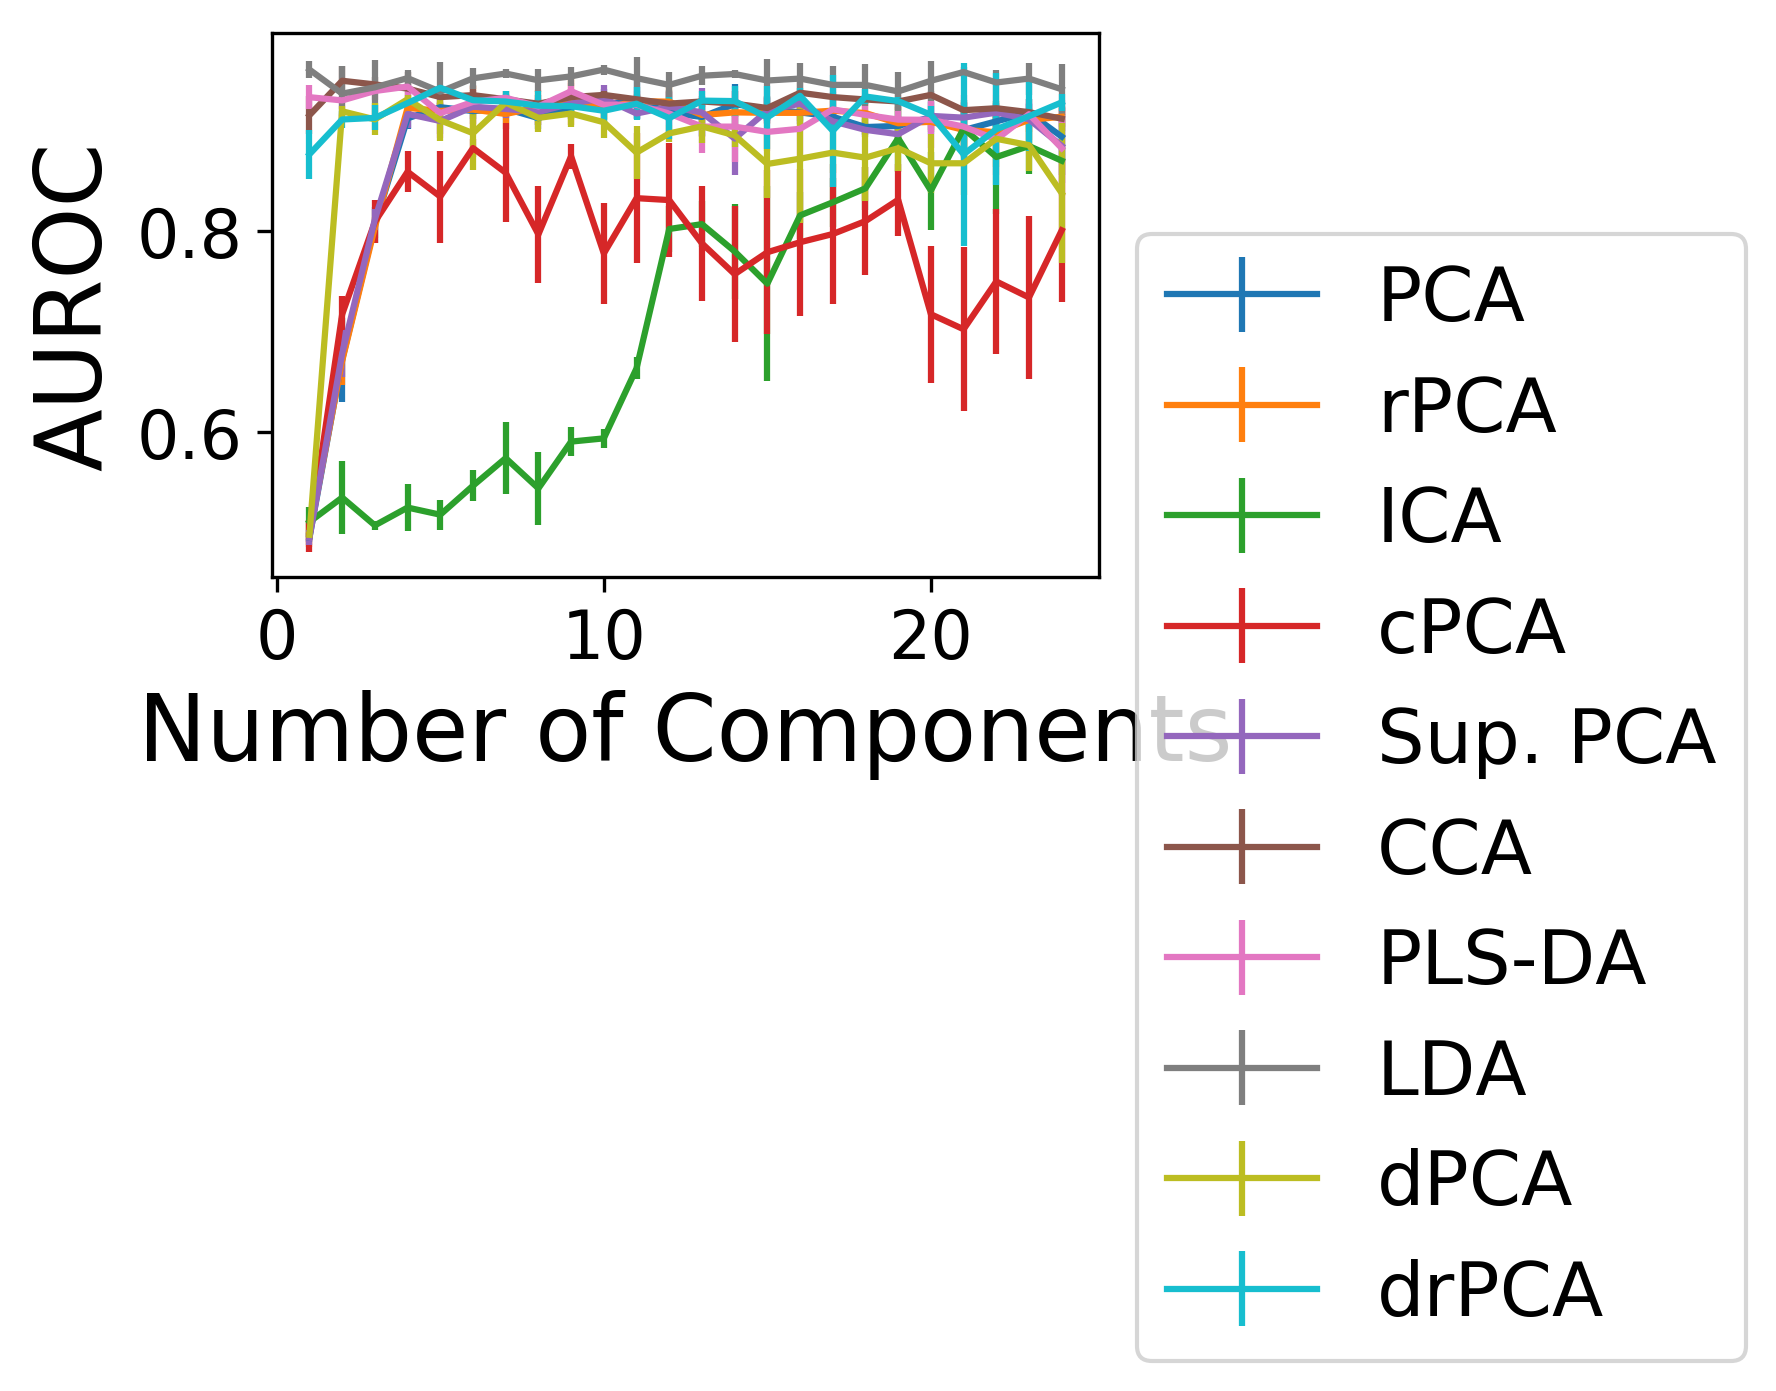 AUROC
0.8
0.6
0
10
20
Number of Components
PCA
rPCA
ICA
cPCA
Sup. PCA
CCA
PLS-DA
LDA
dPCA
drPCA